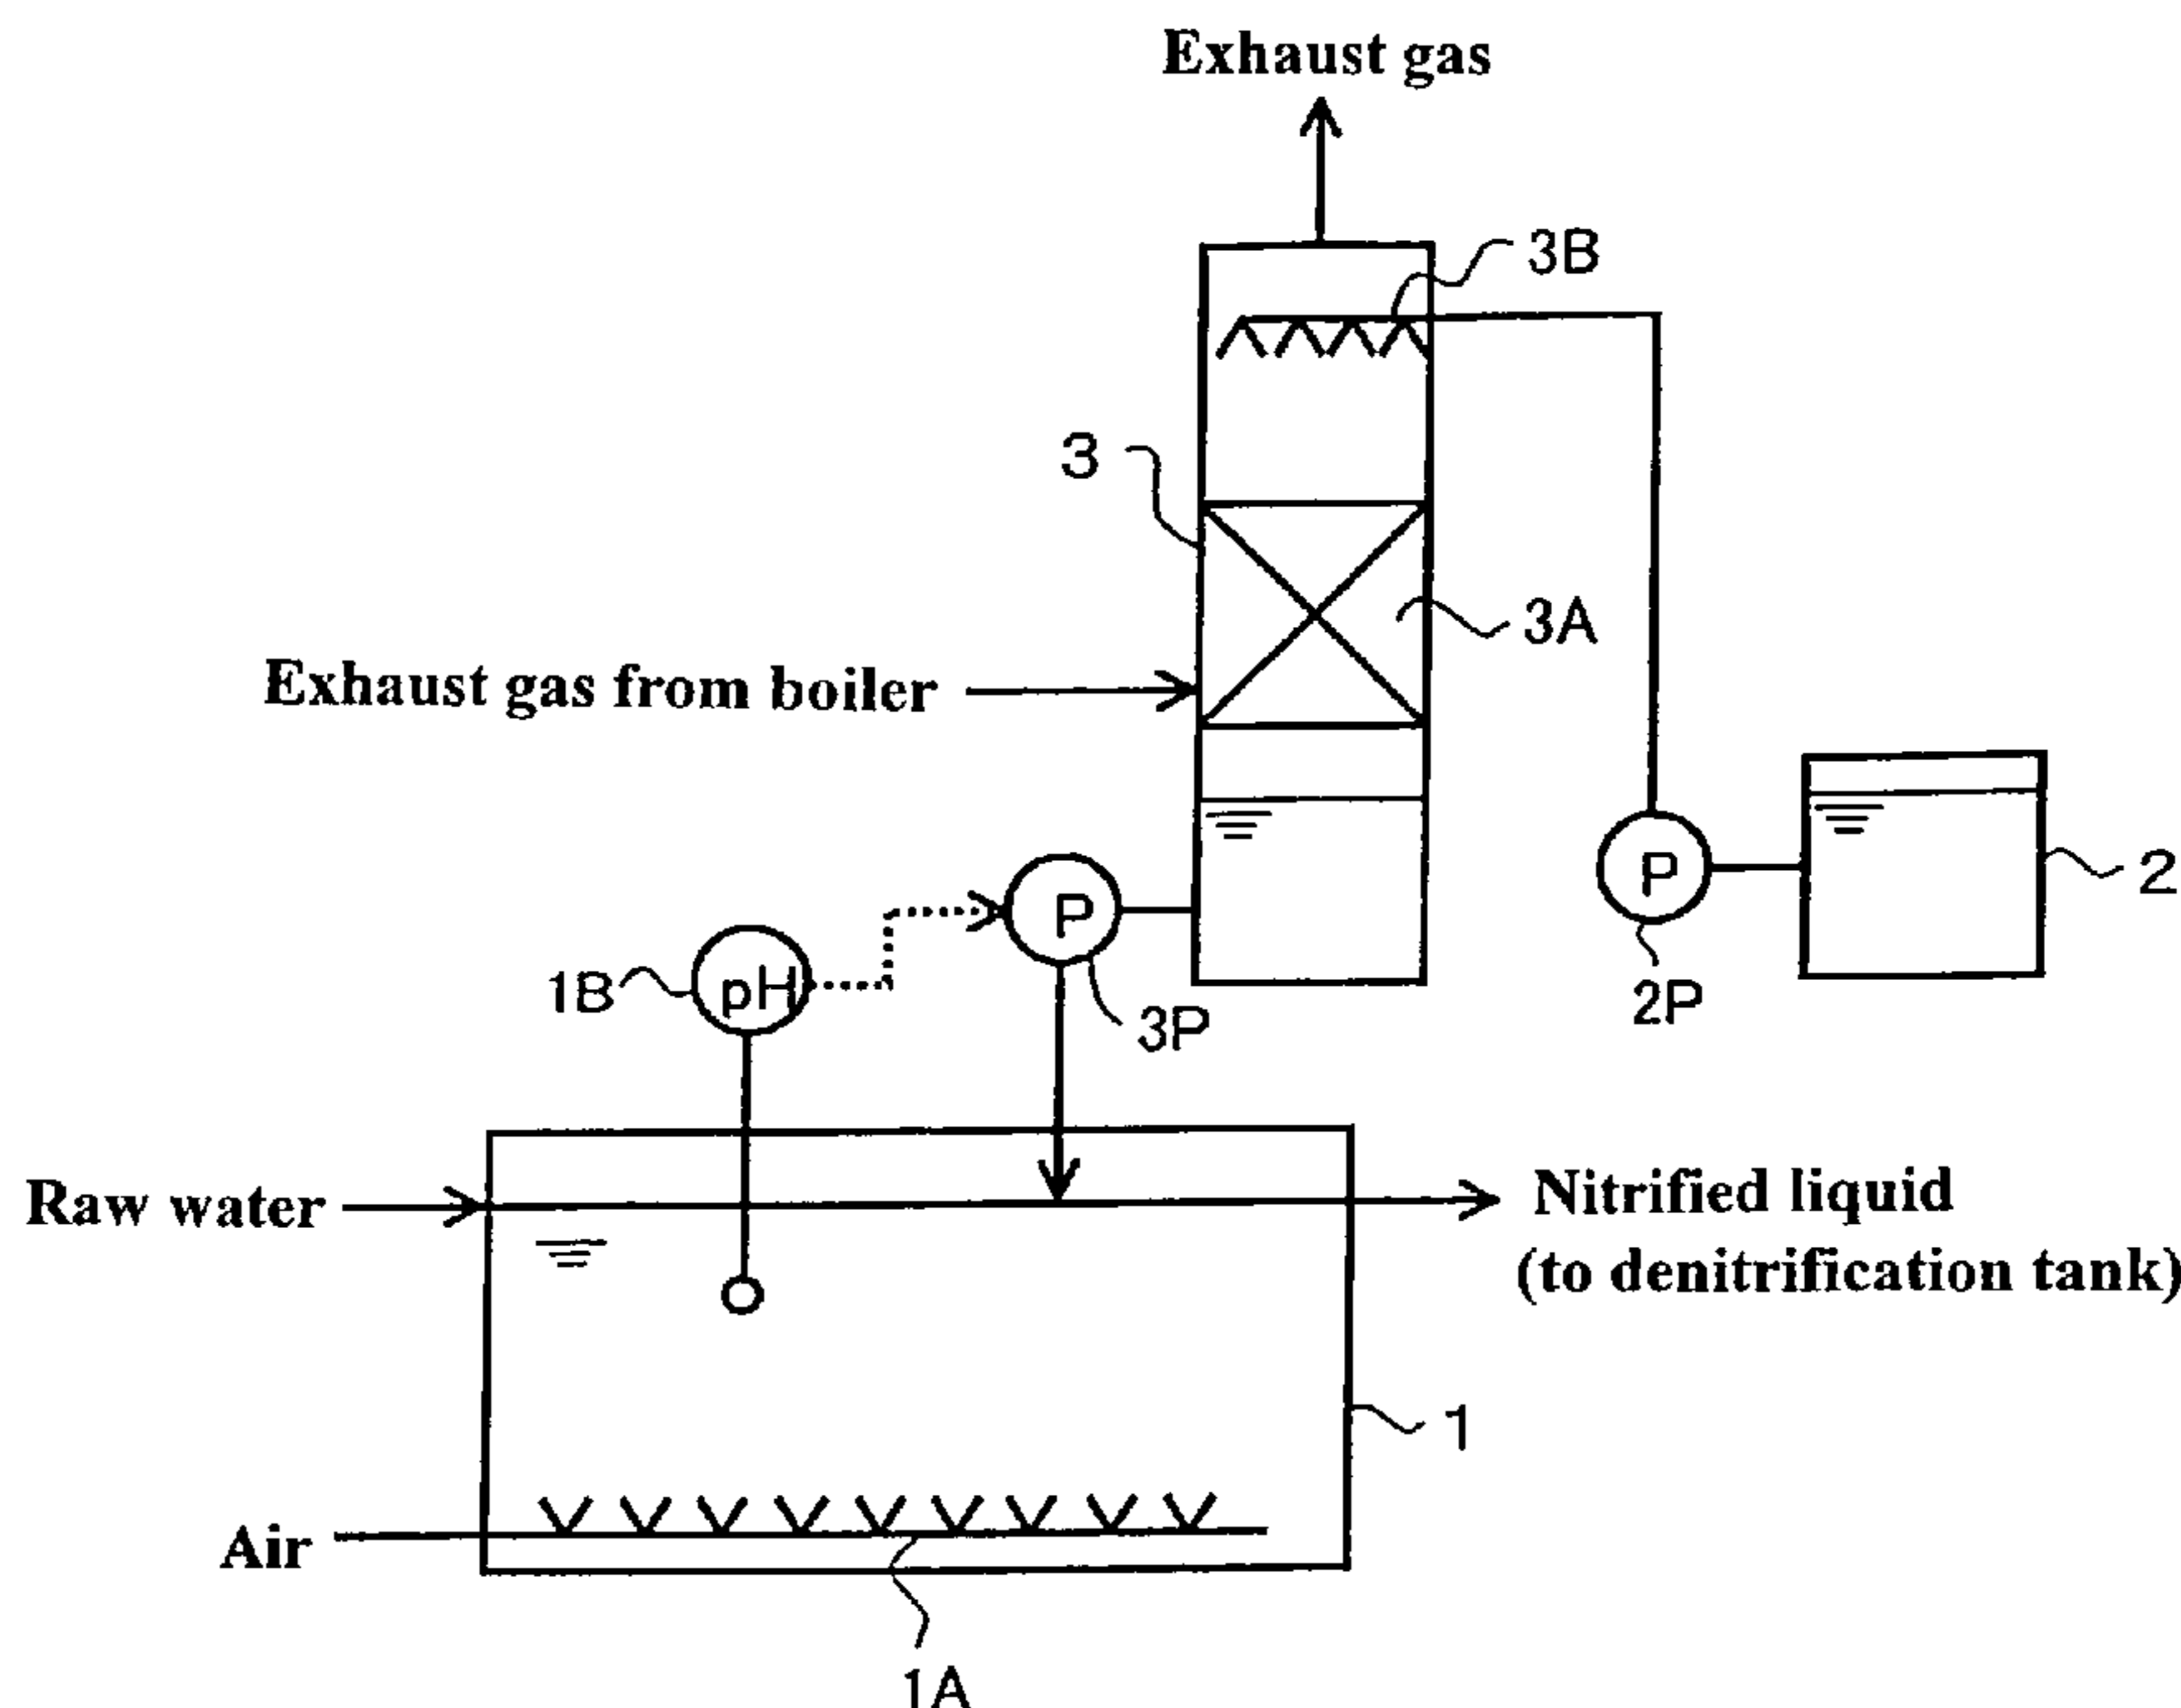 Exhaust gas
3B
3
3A
Exhaust gas from boiler
P
P
2
1B
pH
3P
2P
Raw water
Nitrified liquid
(to denitrification tank)
1
Air
1A